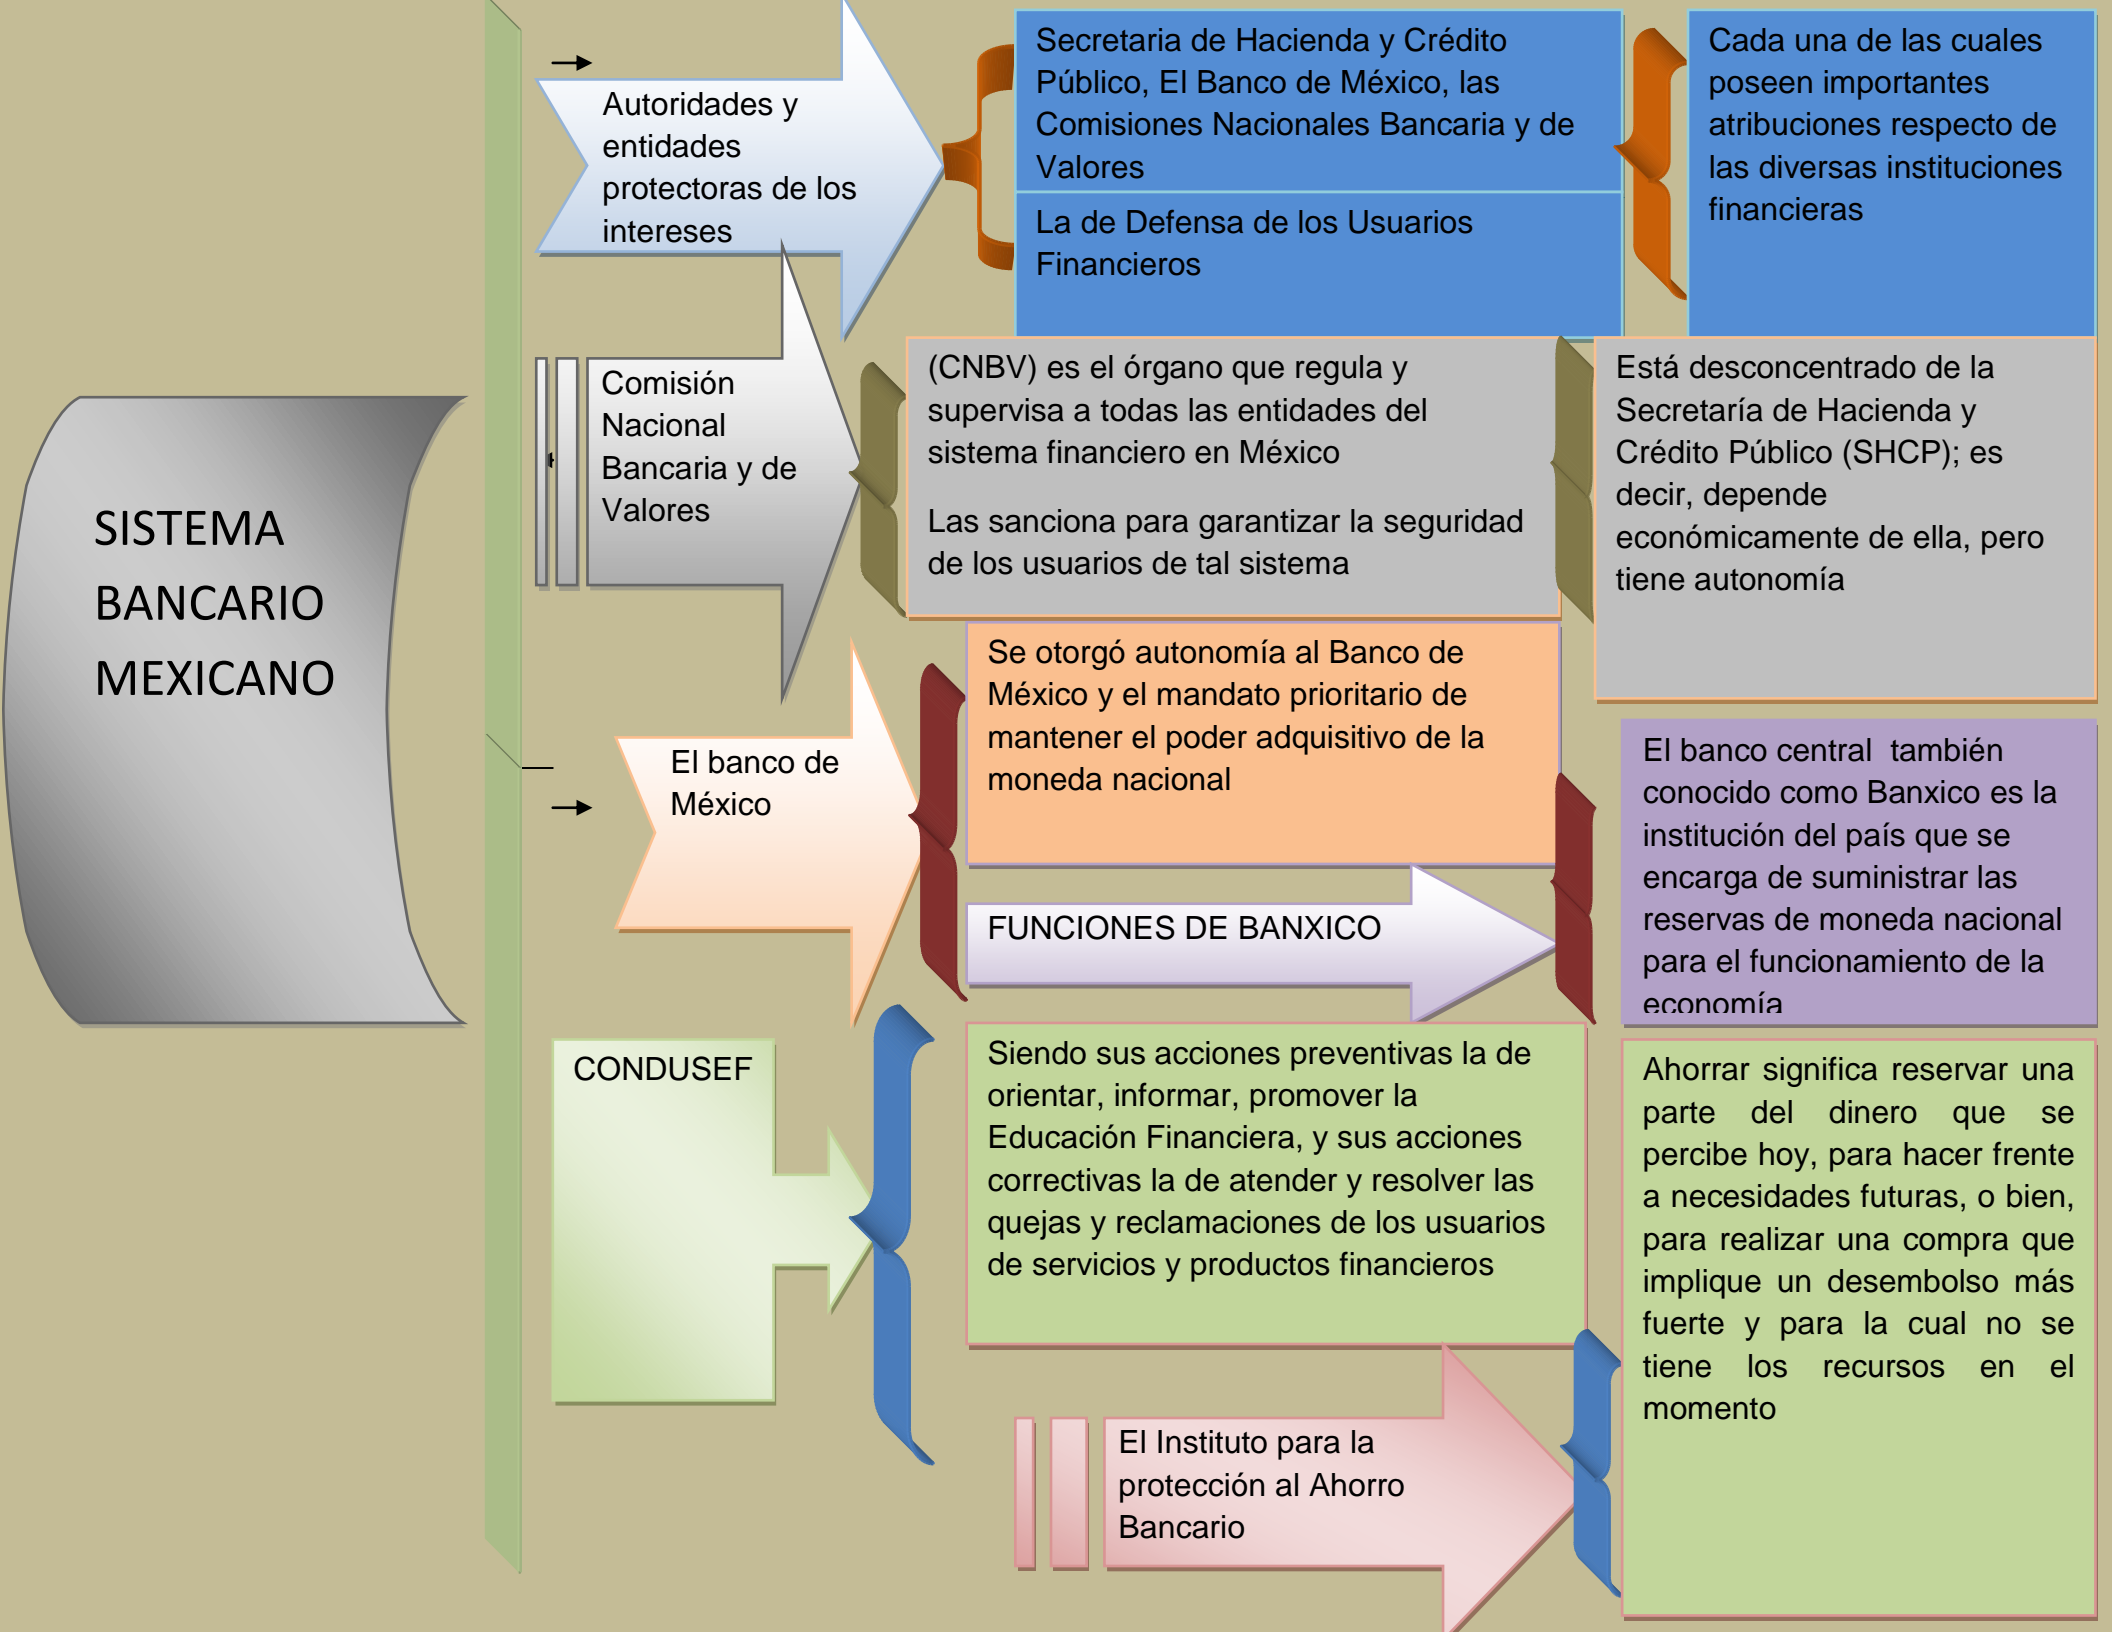 SISTEMA
BANCARIO
MEXICANO
Autoridades y
entidades
protectoras de los
intereses
Secretaria de Hacienda y Crédito
Público, El Banco de México, las
Comisiones Nacionales Bancaria y de
Valores
La de Defensa de los Usuarios
Financieros
Cada una de las cuales
poseen importantes
atribuciones respecto de
las diversas instituciones
financieras
Comisión
Nacional
Bancaria y de
Valores
(CNBV) es el órgano que regula y
supervisa a todas las entidades del
sistema financiero en México
Las sanciona para garantizar la seguridad
de los usuarios de tal sistema
Está desconcentrado de la
Secretaría de Hacienda y
Crédito Público (SHCP); es
decir, depende
económicamente de ella, pero
tiene autonomía
El banco de
México
Se otorgó autonomía al Banco de
México y el mandato prioritario de
mantener el poder adquisitivo de la
moneda nacional
FUNCIONES DE BANXICO
El banco central  también
conocido como Banxico es la
institución del país que se
encarga de suministrar las
reservas de moneda nacional
para el funcionamiento de la
economía
CONDUSEF
Siendo sus acciones preventivas la de
orientar, informar, promover la
Educación Financiera, y sus acciones
correctivas la de atender y resolver las
quejas y reclamaciones de los usuarios
de servicios y productos financieros
El Instituto para la
protección al Ahorro
Bancario
Ahorrar significa reservar una
parte del dinero que se
percibe hoy, para hacer frente
a necesidades futuras, o bien,
para realizar una compra que
implique un desembolso más
fuerte y para la cual no se
tiene los recursos en el
momento